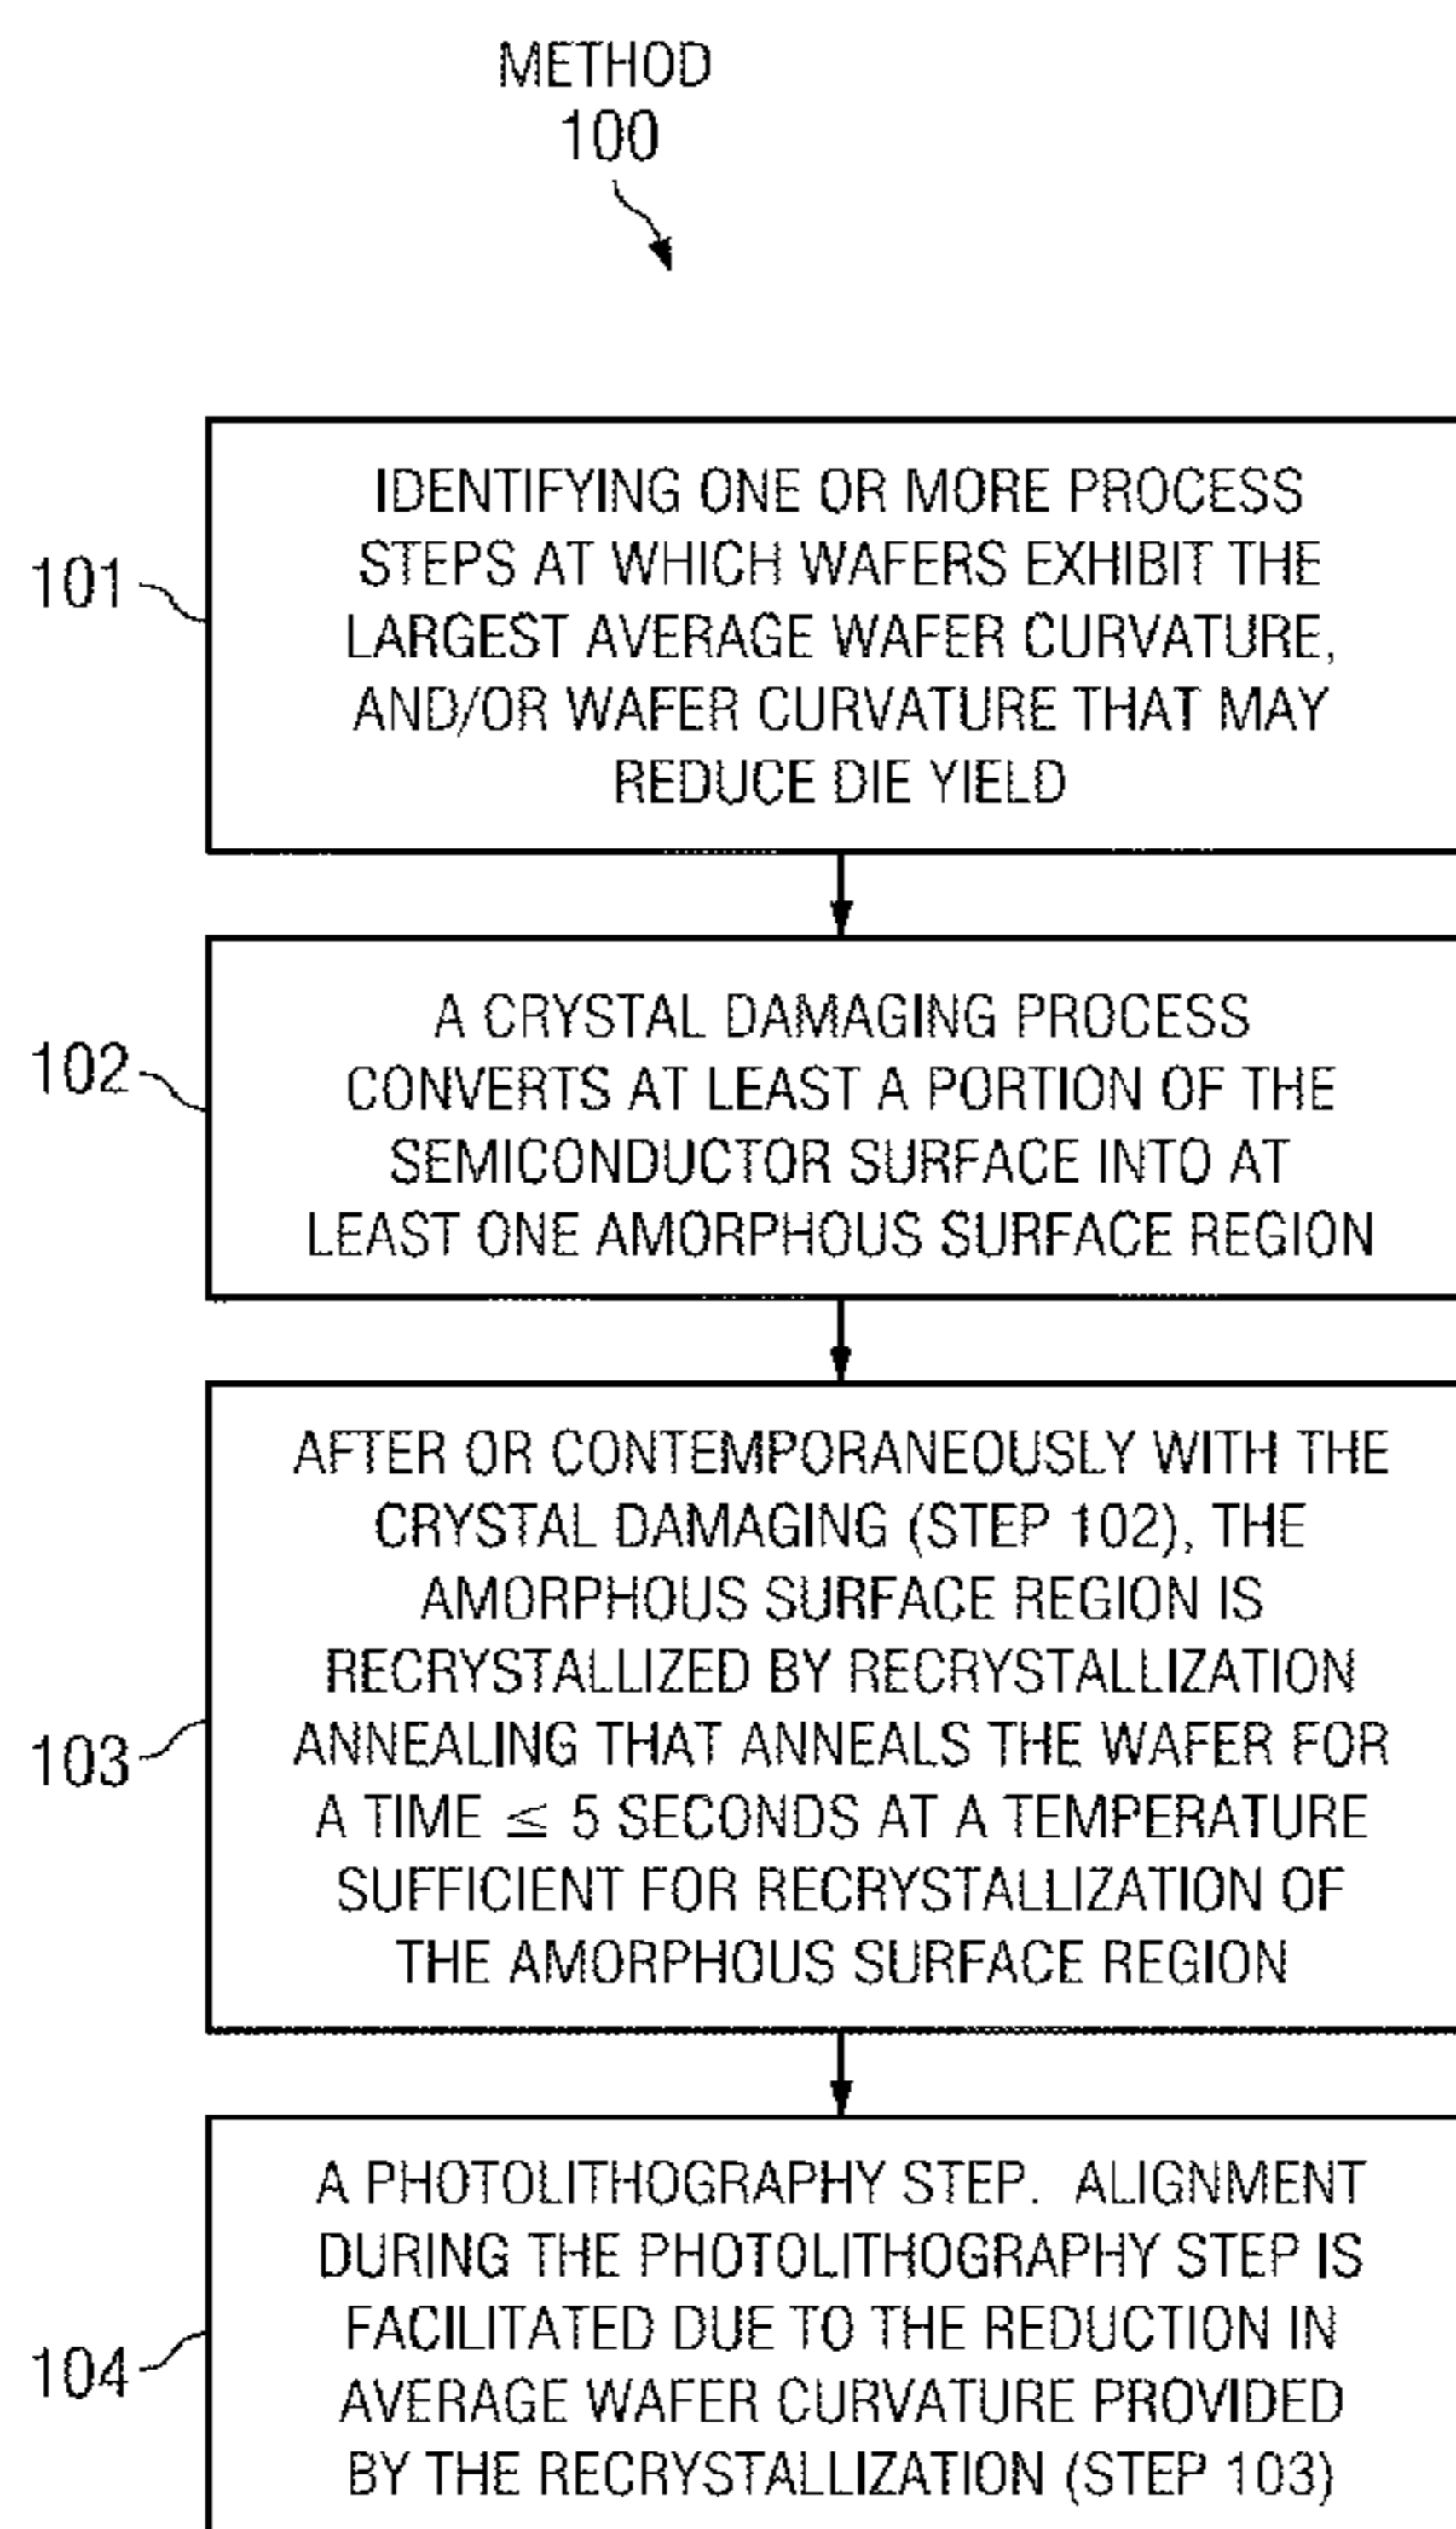 METHOD
100
101
IDENTIFYING ONE OR MORE PROCESS
STEPS AT WHICH WAFERS EXHIBIT THE
LARGEST AVERAGE WAFER CURVATURE,
AND/OR WAFER CURVATURE THAT MAY
REDUCE DIE YIELD
102
A CRYSTAL DAMAGING PROCESS
CONVERTS AT LEAST A PORTION OF THE
SEMICONDUCTOR SURFACE INTO AT
LEAST ONE AMORPHOUS SURFACE REGION
103
AFTER OR CONTEMPORANEOUSLY WITH THE
CRYSTAL DAMAGING (STEP 102), THE
AMORPHOUS SURFACE REGION IS
RECRYSTALLIZED BY RECRYSTALLIZATION
ANNEALING THAT ANNEALS THE WAFER FOR
A TIME ≤ 5 SECONDS AT A TEMPERATURE
SUFFICIENT FOR RECRYSTALLIZATION OF
THE AMORPHOUS SURFACE REGION
104
A PHOTOLITHOGRAPHY STEP. ALIGNMENT
DURING THE PHOTOLITHOGRAPHY STEP IS
FACILITATED DUE TO THE REDUCTION IN
AVERAGE WAFER CURVATURE PROVIDED
BY THE RECRYSTALLIZATION (STEP 103)